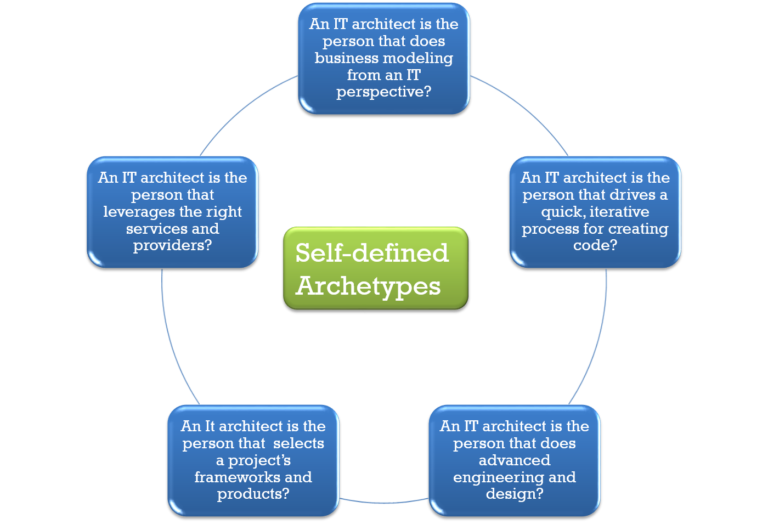 An IT architect is the
person that does
business modeling
from an IT
perspective?
An IT architect is the
person that
leverages the right
services and
providers?
An IT architect is the
person that drives a
quick, iterative
process for creating
code?
Self-defined
Archetypes
An It architect is the
person that  selects
a project's
frameworks and
products?
An IT architect is the
person that does
advanced
engineering and
design?